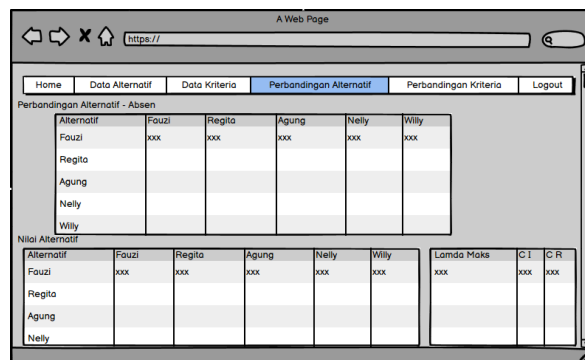 A Web Page
https://
Home Data Alternatif Data Kriteria Perbandingan Alternatif Perbandingan Kriteria Logout
Perbandingan Alternatif - Absen
Alternatif Fauzi Regita Agung Nelly Willy
Fauzi xxx xxx xxx xxx xxx
Regita
Agung
Nelly
Willy
Nilai Alternatif
Alternatif Fauzi Regita Agung Nelly Willy Lamda Maks C I C R
Fauzi xxx xxx xxx xxx xxx xxx xxx xxx
Regita
Agung
Nelly